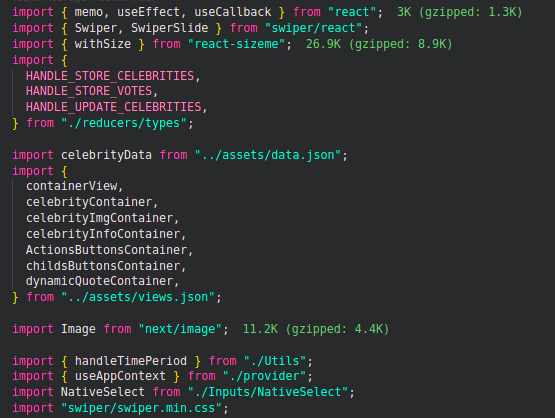 import { memo, useEffect, useCallback } from "react";  3K (gzipped: 1.3K)
import { Swiper, SwiperSlide } from "swiper/react";
import { withSize } from "react-sizeme";  26.9K (gzipped: 8.9K)
import {
  HANDLE_STORE_CELEBRITIES,
  HANDLE_STORE_VOTES,
  HANDLE_UPDATE_CELEBRITIES,
} from "./reducers/types";
import celebrityData from "../assets/data.json";
import {
  containerView,
  celebrityContainer,
  celebrityImgContainer,
  celebrityInfoContainer,
  ActionsButtonsContainer,
  childsButtonsContainer,
  dynamicQuoteContainer,
} from "../assets/views.json";
import Image from "next/image";  11.2K (gzipped: 4.4K)
import { handleTimePeriod } from "./Utils";
import { useAppContext } from "./provider";
import NativeSelect from "./Inputs/NativeSelect";
import "swiper/swiper.min.css";